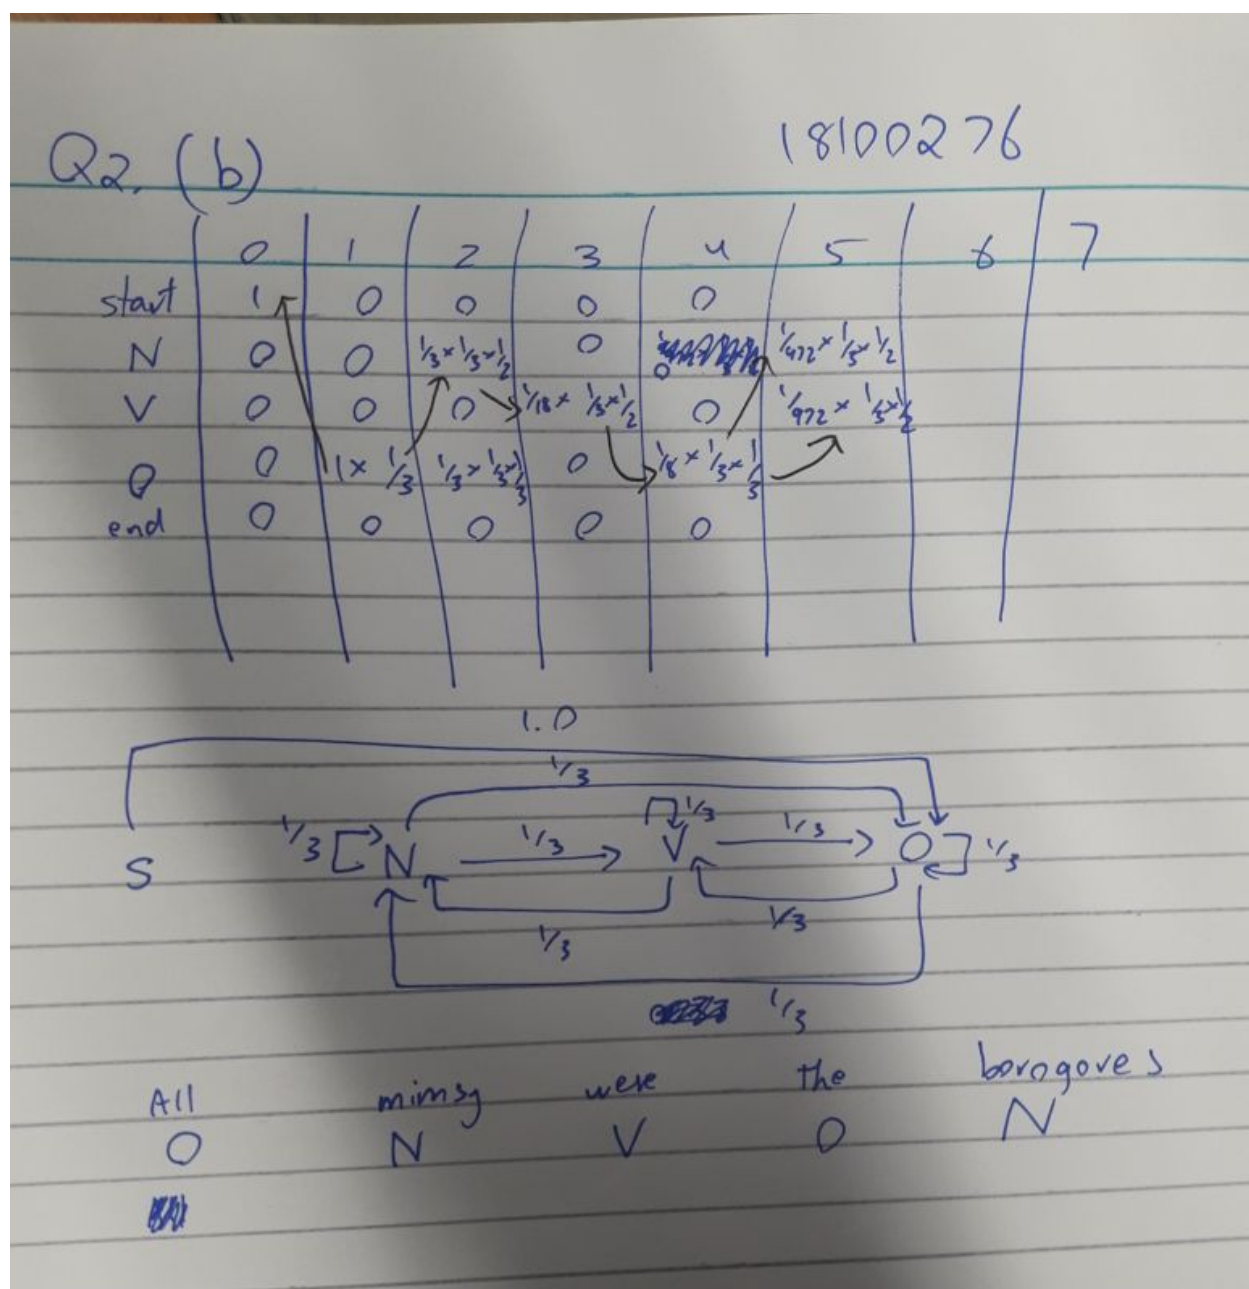 Q2. (b) 18100276
0 1 2 3 4 5 6 7
start 1 0 0 0 0
N 0 0 1/3 × 1/3 × 1/2 0 0 1/972 × 1/3 × 1/2
V 0 0 0 1/18 × 1/3 × 1/2 0 1/972 × 1/3 × 1/2
O 0 1 × 1/3 1/3 × 1/3 × 1/3 0 1/8 × 1/3 × 1/3
end 0 0 0 0 0
1.0
1/3
1/3 1/3 1/3 1/3
S N V O 1/3
1/3 1/3
1/3
All mimsy were the borogoves
O N V O N